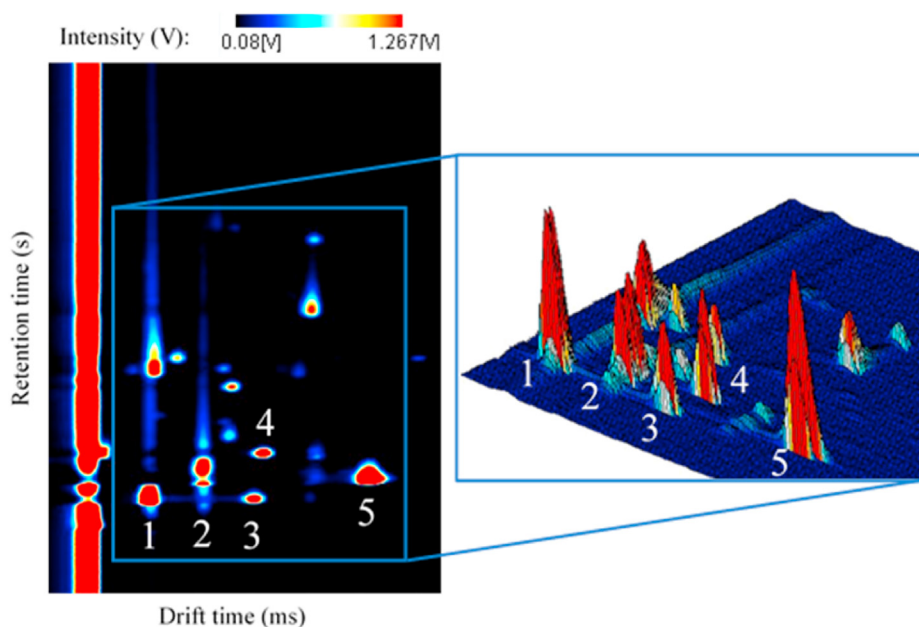 Intensity (V):
0.08[V] 1.267[V]
Retention time (s)
4
1 2 3 5
Drift time (ms)
1
2
3
4
5